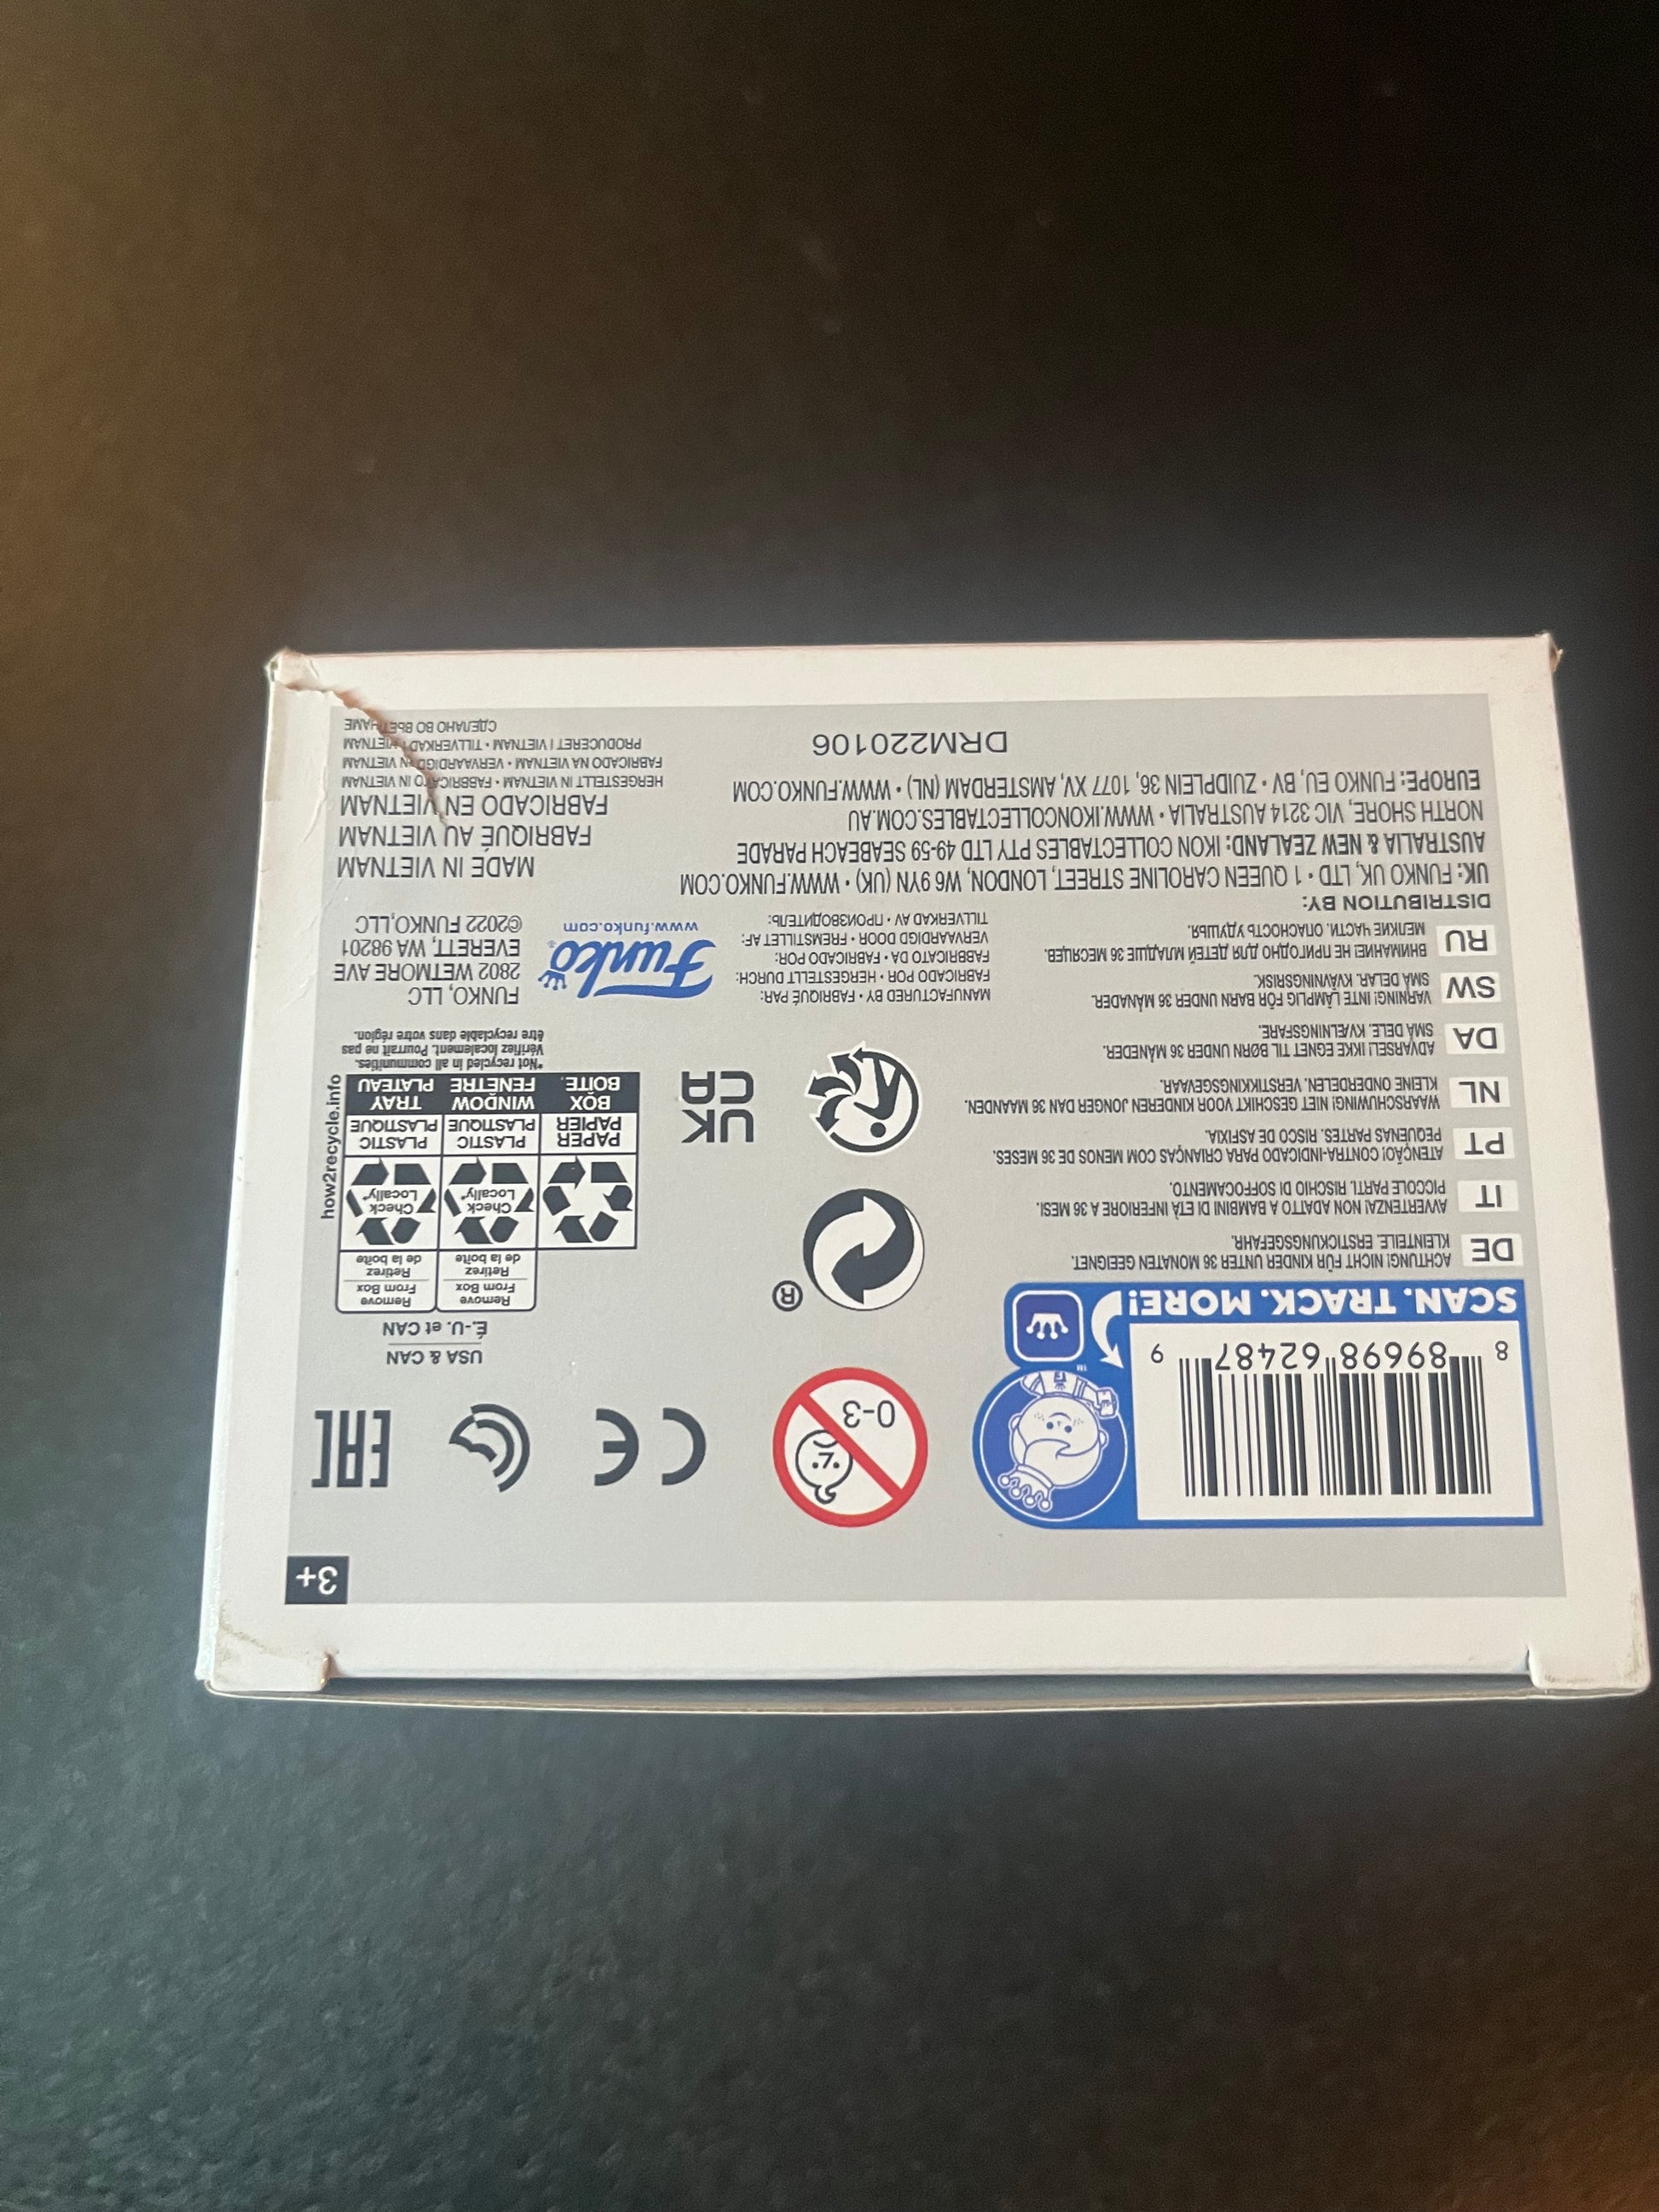 8 89698 62487 9
SCAN. TRACK. MORE!
™
0-3
3+
USA & CAN
É.-U. et CAN
Remove
From Box
Retirez
de la boîte
Remove
From Box
Retirez
de la boîte
Check
Locally*
Check
Locally*
PAPER
PAPIER
PLASTIC
PLASTIQUE
PLASTIC
PLASTIQUE
BOX
BOÎTE
WINDOW
FENÊTRE
TRAY
PLATEAU
how2recycle.info
*Not recycled in all communities.
Vérifiez localement. Pourrait ne pas
être recyclable dans votre région.
®
CE
EAC
UK
CA
DE
ACHTUNG! NICHT FÜR KINDER UNTER 36 MONATEN GEEIGNET.
KLEINTEILE. ERSTICKUNGSGEFAHR.
IT
AVVERTENZA! NON ADATTO A BAMBINI DI ETÀ INFERIORE A 36 MESI.
PICCOLE PARTI. RISCHIO DI SOFFOCAMENTO.
PT
ATENÇÃO! CONTRA-INDICADO PARA CRIANÇAS COM MENOS DE 36 MESES.
PEQUENAS PARTES. RISCO DE ASFIXIA.
NL
WAARSCHUWING! NIET GESCHIKT VOOR KINDEREN JONGER DAN 36 MAANDEN.
KLEINE ONDERDELEN. VERSTIKKINGSGEVAAR.
DA
ADVARSEL! IKKE EGNET TIL BØRN UNDER 36 MÅNEDER.
SMÅ DELE. KVÆLNINGSFARE.
SW
VARNING! INTE LÄMPLIG FÖR BARN UNDER 36 MÅNADER.
SMÅ DELAR. KVÄVNINGSRISK.
RU
ВНИМАНИЕ! НЕ ПРИГОДНО ДЛЯ ДЕТЕЙ МЛАДШЕ 36 МЕСЯЦЕВ.
МЕЛКИЕ ЧАСТИ. ОПАСНОСТЬ УДУШЬЯ.
MANUFACTURED BY • FABRIQUÉ PAR:
FABRICADO POR • HERGESTELLT DURCH:
FABBRICATO DA • FABRICADO POR:
VERVAARDIGD DOOR • FREMSTILLET AF:
TILLVERKAD AV • ПРОИЗВОДИТЕЛЬ:
Funko®
www.funko.com
FUNKO, LLC
2802 WETMORE AVE
EVERETT, WA 98201
©2022 FUNKO,LLC
DISTRIBUTION BY:
UK: FUNKO UK, LTD • 1 QUEEN CAROLINE STREET, LONDON, W6 9YN (UK) • WWW.FUNKO.COM
AUSTRALIA & NEW ZEALAND: IKON COLLECTABLES PTY LTD 49-59 SEABEACH PARADE
NORTH SHORE, VIC 3214 AUSTRALIA • WWW.IKONCOLLECTABLES.COM.AU
EUROPE: FUNKO EU, BV • ZUIDPLEIN 36, 1077 XV, AMSTERDAM (NL) • WWW.FUNKO.COM
DRM220106
MADE IN VIETNAM
FABRIQUÉ AU VIETNAM
FABRICADO EN VIETNAM
HERGESTELLT IN VIETNAM • FABBRICATO IN VIETNAM
FABRICADO NA VIETNAM • VERVAARDIGD IN VIETNAM
PRODUCERET I VIETNAM • TILLVERKAD I VIETNAM
СДЕЛАНО ВО ВЬЕТНАМЕ